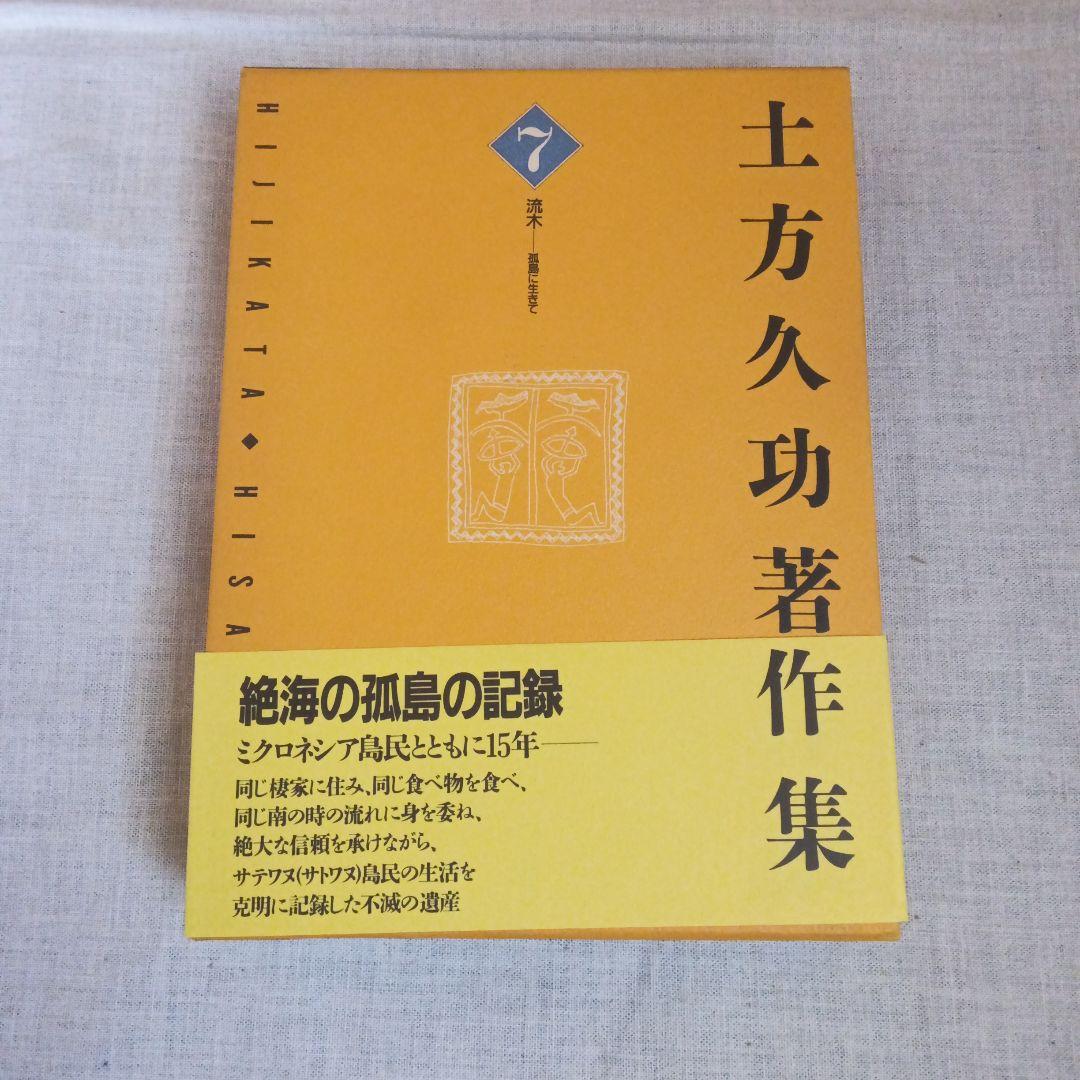 土方久功著作集
7
流木——孤島に生きて
HIJIKATA◆HISA
絶海の孤島の記録
ミクロネシア島民とともに15年——
同じ棲家に住み、同じ食べ物を食べ、
同じ南の時の流れに身を委ね、
絶大な信頼を承けながら、
サテワヌ(サトワヌ)島民の生活を
克明に記録した不滅の遺産